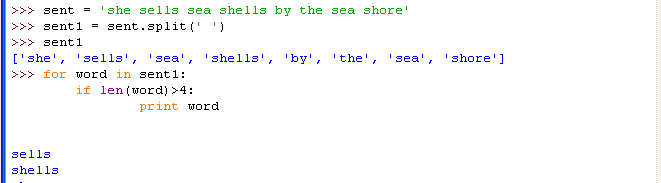 >>> sent = 'she sells sea shells by the sea shore'
>>> sent1 = sent.split(' ')
>>> sent1
['she', 'sells', 'sea', 'shells', 'by', 'the', 'sea', 'shore']
>>> for word in sent1:
        if len(word)>4:
                print word
sells
shells